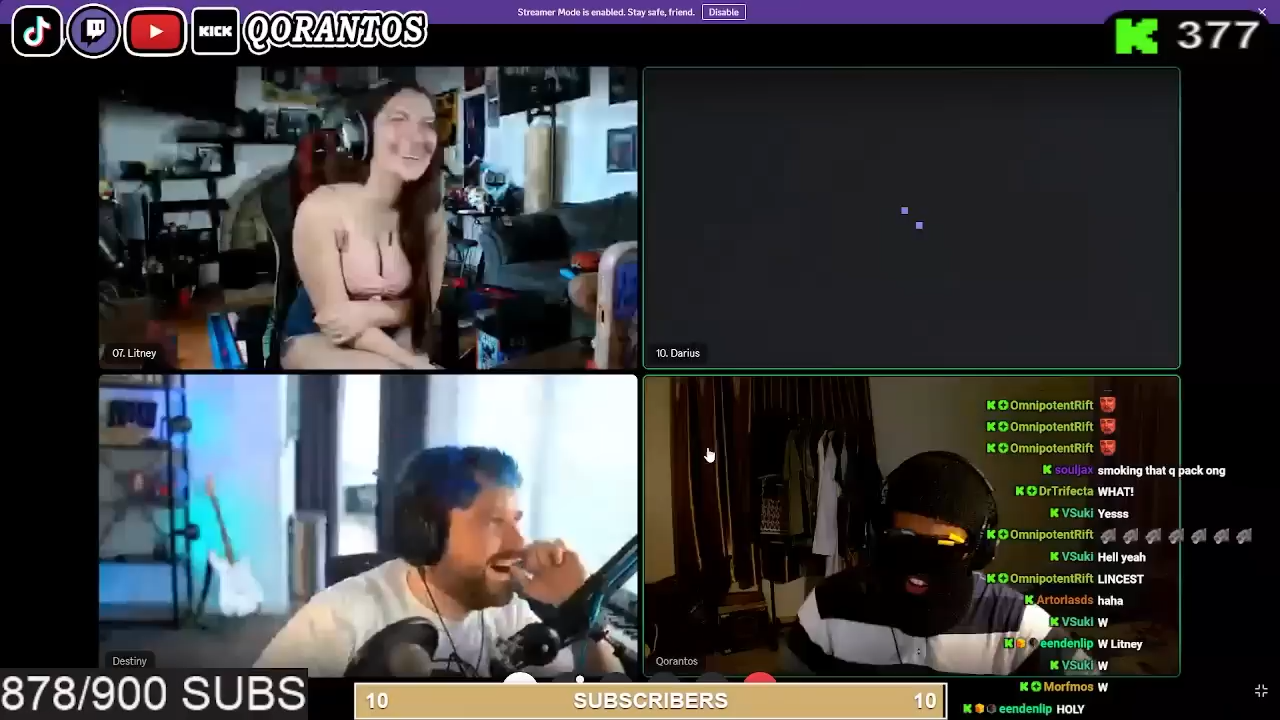 Streamer Mode is enabled. Stay safe, friend. Disable
KICK QORANTOS
377
07. Litney
10. Darius
OmnipotentRift
OmnipotentRift
OmnipotentRift
souljax smoking that q pack ong
DrTrifecta WHAT!
VSuki Yesss
OmnipotentRift
VSuki Hell yeah
OmnipotentRift LINCEST
Artoriasds haha
VSuki W
eendenlip W Litney
VSuki W
Morfmos W
eendenlip HOLY
Destiny
Qorantos
878/900 SUBS
10 SUBSCRIBERS 10